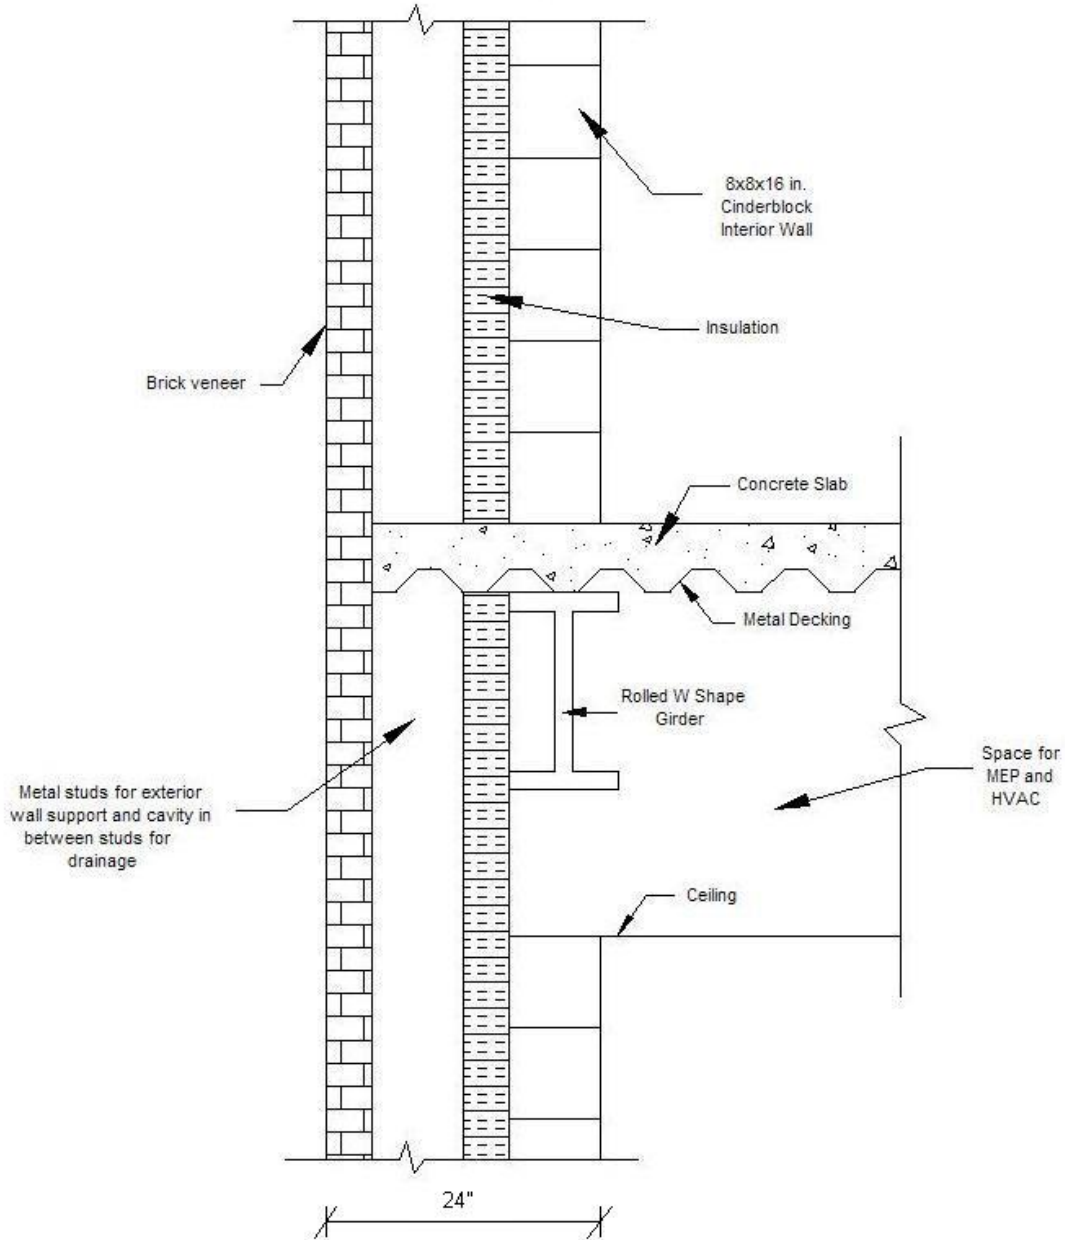 8x8x16 in.
Cinderblock
Interior Wall
Insulation
Brick veneer
Concrete Slab
Metal Decking
Rolled W Shape
Girder
Space for
MEP and
HVAC
Metal studs for exterior
wall support and cavity in
between studs for
drainage
Ceiling
24"